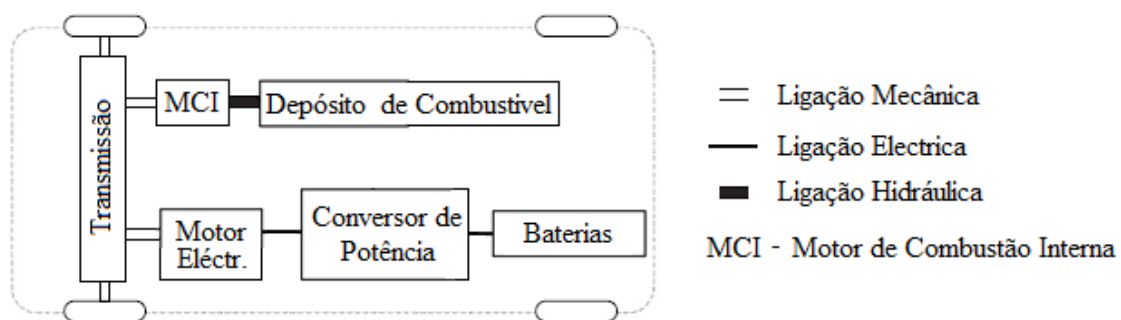 Transmissão
MCI
Depósito de Combustivel
Motor
Eléctr.
Conversor de
Potência
Baterias
Ligação Mecânica
Ligação Electrica
Ligação Hidráulica
MCI - Motor de Combustão Interna